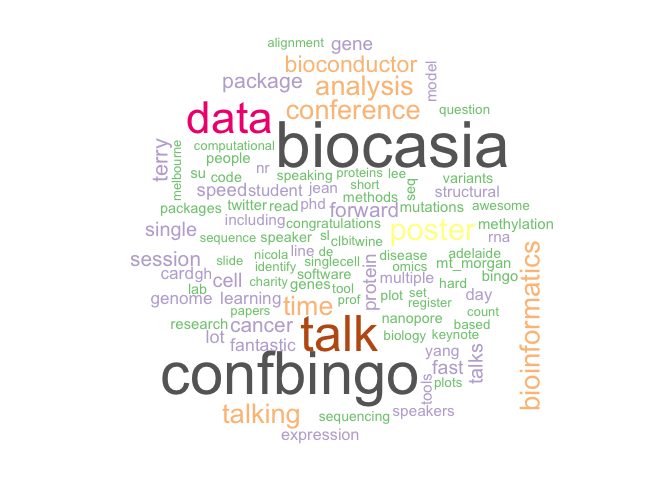 alignment
gene
bioconductor
model
package
analysis
data
conference
question
computational
biocasia
terry
melbourne
people
su
code
speaking
proteins
lee
seq
variants
nr
short
structural
speed
student
jean
methods
mutations
awesome
packages
twitter
read
phd
forward
including
congratulations
poster
methylation
single
sequence
speaker
sl
clbitwine
rna
session
slide
nicola
line
de
disease
adelaide
identify
singlecell
omics
mt_morgan
bioinformatics
cardgh
cell
charity
software
protein
multiple
hard
bingo
lab
genome
learning
genes
tool
prof
plot
set
day
papers
time
register
count
research
cancer
talk
nanopore
biology
keynote
based
lot
fantastic
yang
talks
confbingo
fast
tools
plots
talking
sequencing
speakers
expression